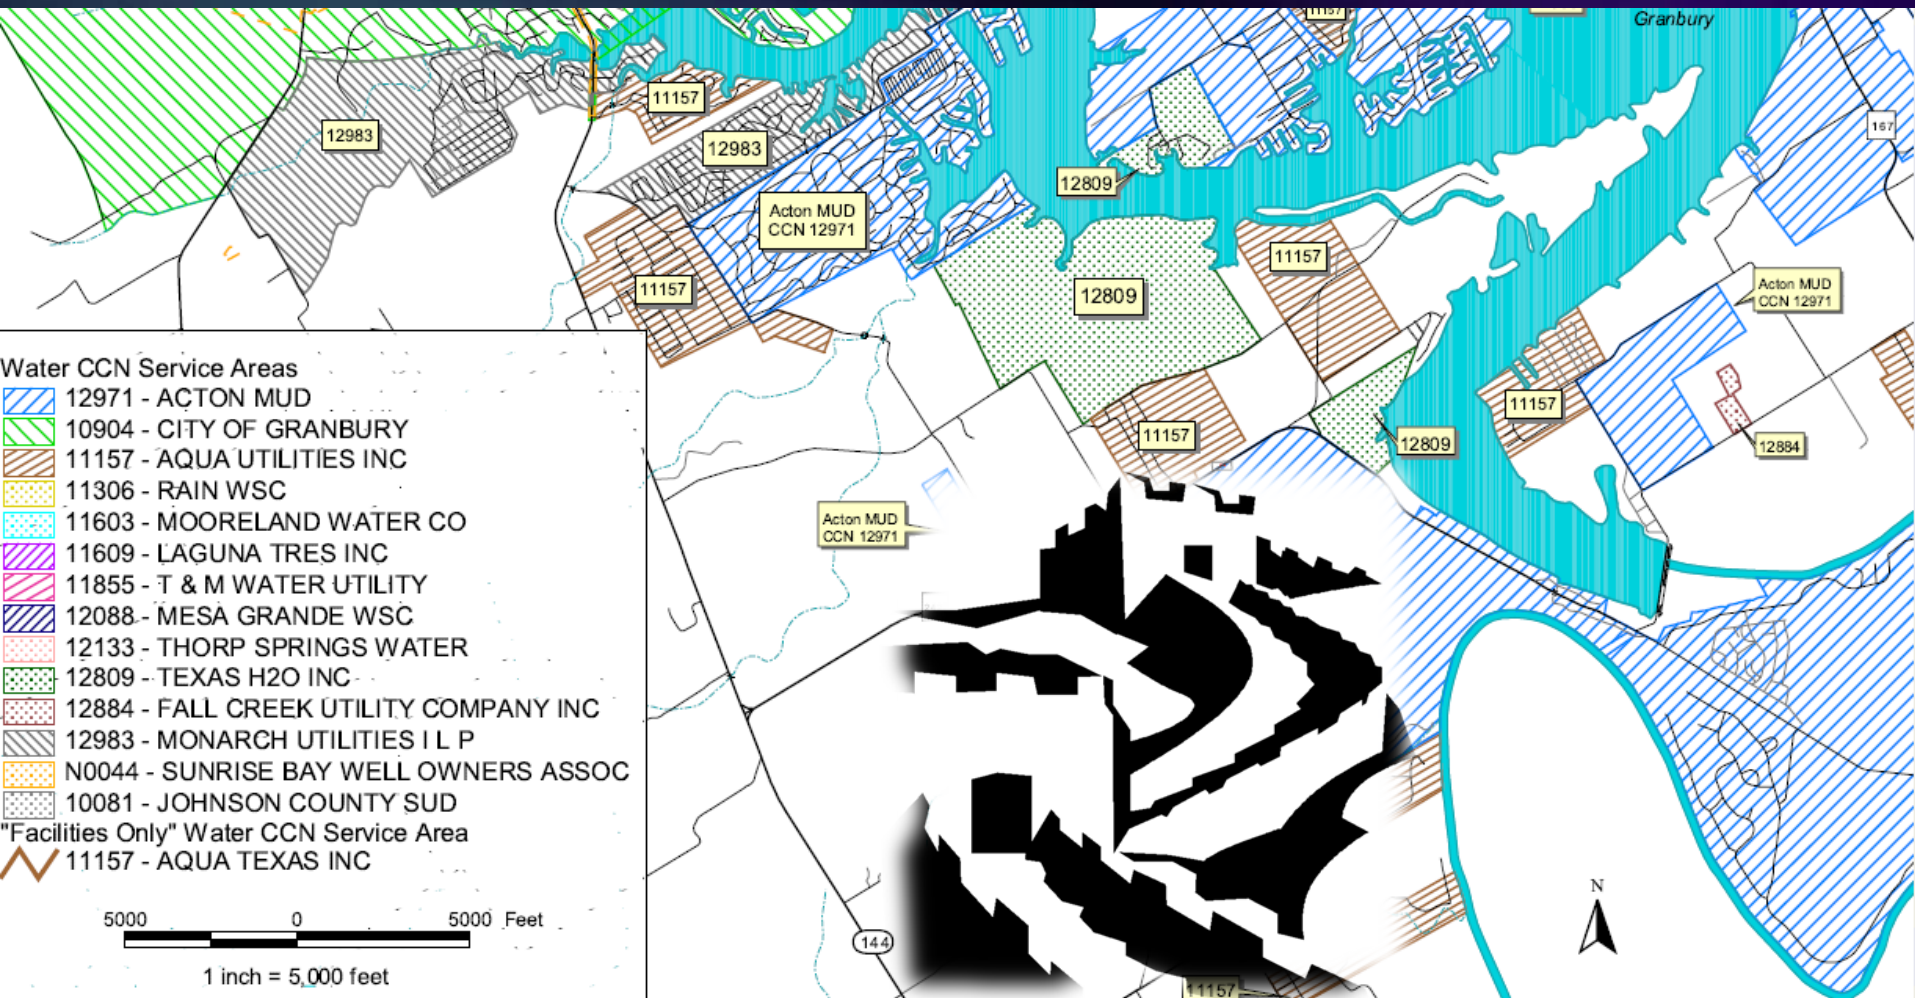 Granbury
11157
11157
167
12983
12983
12809
Acton MUD
CCN 12971
11157
11157
12809
Acton MUD
CCN 12971
11157
11157
12809
12884
Acton MUD
CCN 12971
Water CCN Service Areas
12971 - ACTON MUD
10904 - CITY OF GRANBURY
11157 - AQUA UTILITIES INC
11306 - RAIN WSC
11603 - MOORELAND WATER CO
11609 - LAGUNA TRES INC
11855 - T & M WATER UTILITY
12088 - MESA GRANDE WSC
12133 - THORP SPRINGS WATER
12809 - TEXAS H2O INC
12884 - FALL CREEK UTILITY COMPANY INC
12983 - MONARCH UTILITIES I L P
N0044 - SUNRISE BAY WELL OWNERS ASSOC
10081 - JOHNSON COUNTY SUD
"Facilities Only" Water CCN Service Area
11157 - AQUA TEXAS INC
5000 0 5000 Feet
1 inch = 5,000 feet
144
N
11157